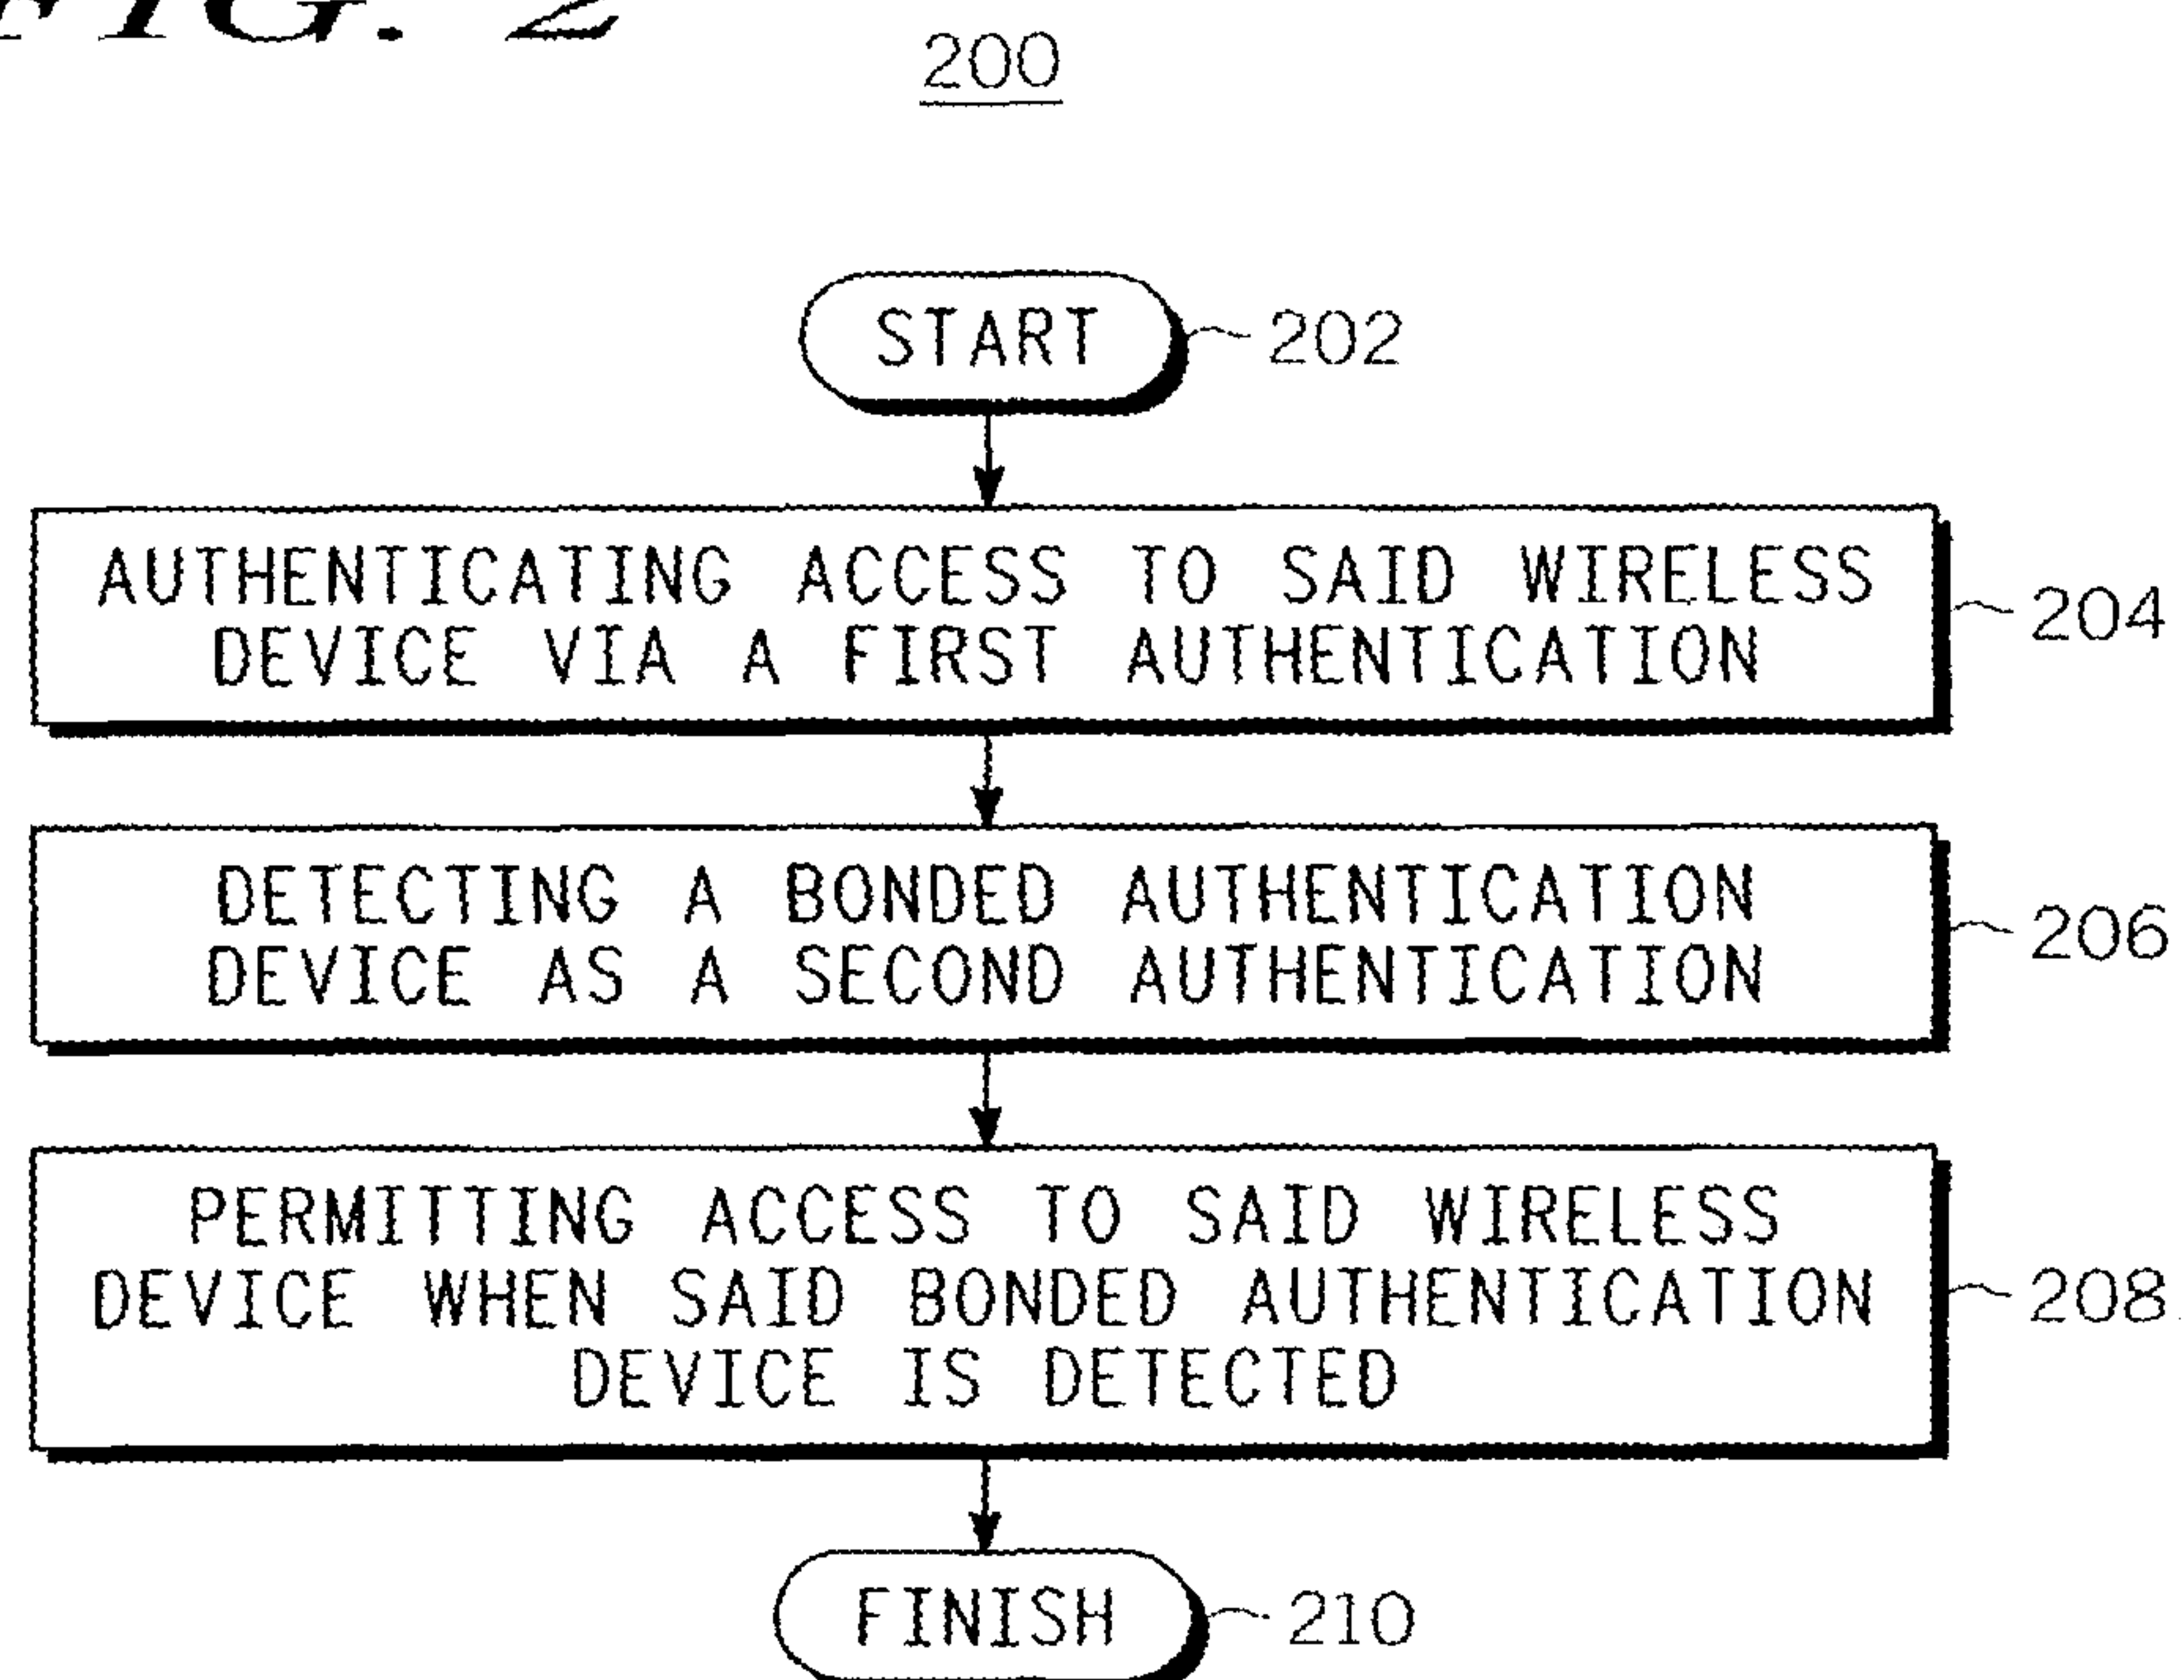 FIG. 2
200
START
202
AUTHENTICATING ACCESS TO SAID WIRELESS
DEVICE VIA A FIRST AUTHENTICATION
204
DETECTING A BONDED AUTHENTICATION
DEVICE AS A SECOND AUTHENTICATION
206
PERMITTING ACCESS TO SAID WIRELESS
DEVICE WHEN SAID BONDED AUTHENTICATION
DEVICE IS DETECTED
208
FINISH
210